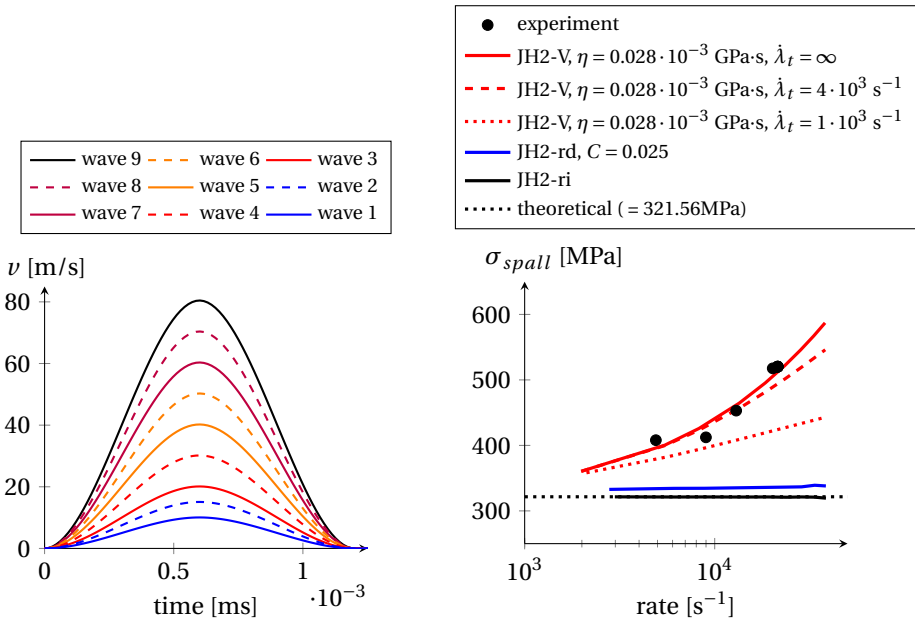 experiment
JH2-V, η = 0.028 · 10⁻³ GPa·s, λ̇ₜ = ∞
JH2-V, η = 0.028 · 10⁻³ GPa·s, λ̇ₜ = 4 · 10³ s⁻¹
JH2-V, η = 0.028 · 10⁻³ GPa·s, λ̇ₜ = 1 · 10³ s⁻¹
JH2-rd, C = 0.025
JH2-ri
theoretical ( = 321.56MPa)
wave 9 wave 6 wave 3
wave 8 wave 5 wave 2
wave 7 wave 4 wave 1
v [m/s]
80
60
40
20
0
0 0.5 1
·10⁻³
time [ms]
σ_spall [MPa]
600
500
400
300
10³ 10⁴
rate [s⁻¹]